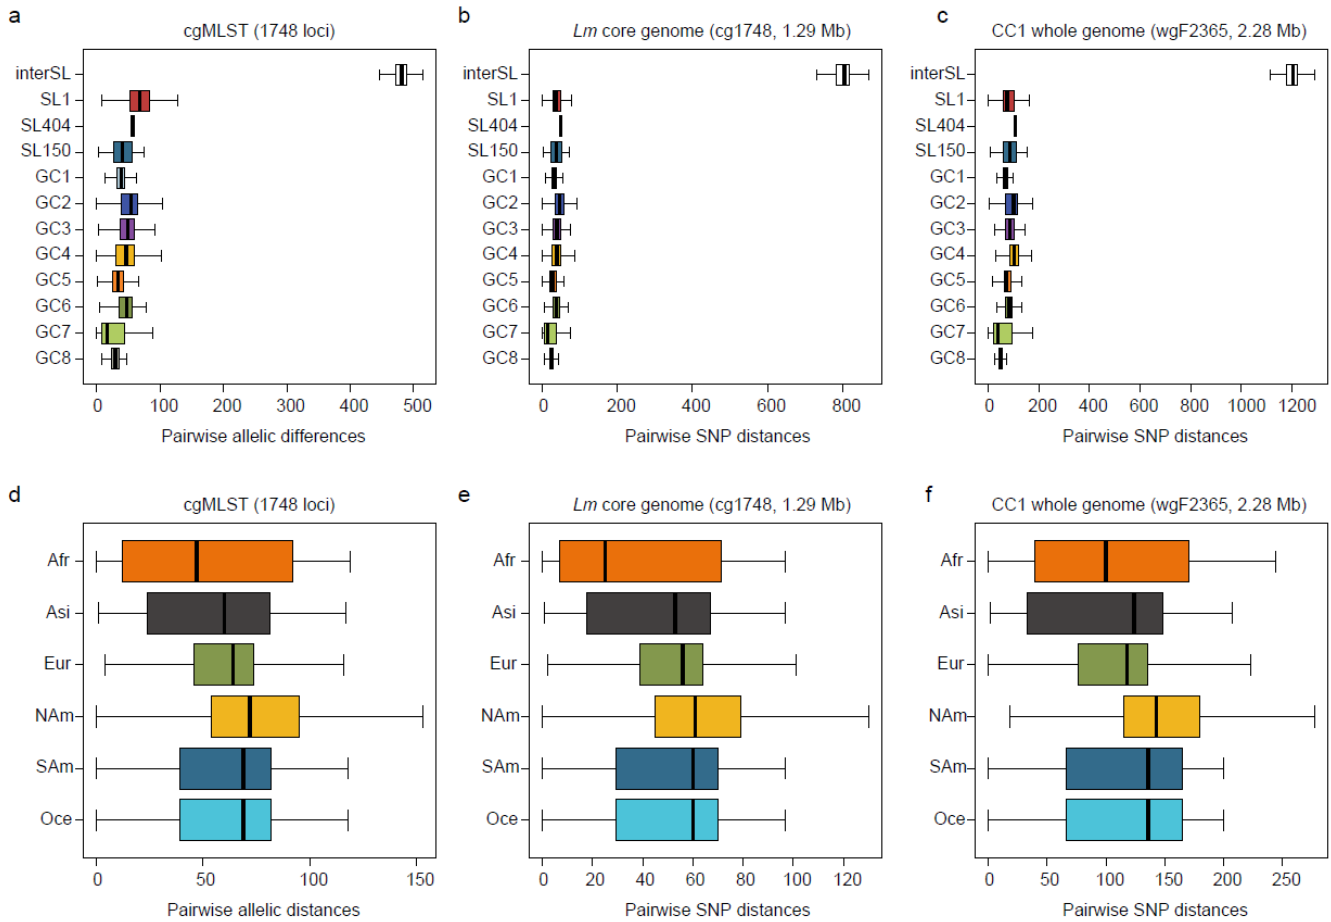 a
cgMLST (1748 loci)
interSL
SL1
SL404
SL150
GC1
GC2
GC3
GC4
GC5
GC6
GC7
GC8
0 100 200 300 400 500
Pairwise allelic differences
b
Lm core genome (cg1748, 1.29 Mb)
interSL
SL1
SL404
SL150
GC1
GC2
GC3
GC4
GC5
GC6
GC7
GC8
0 200 400 600 800
Pairwise SNP distances
c
CC1 whole genome (wgF2365, 2.28 Mb)
interSL
SL1
SL404
SL150
GC1
GC2
GC3
GC4
GC5
GC6
GC7
GC8
0 200 400 600 800 1000 1200
Pairwise SNP distances
d
cgMLST (1748 loci)
Afr
Asi
Eur
NAm
SAm
Oce
0 50 100 150
Pairwise allelic distances
e
Lm core genome (cg1748, 1.29 Mb)
Afr
Asi
Eur
NAm
SAm
Oce
0 20 40 60 80 100 120
Pairwise SNP distances
f
CC1 whole genome (wgF2365, 2.28 Mb)
Afr
Asi
Eur
NAm
SAm
Oce
0 50 100 150 200 250
Pairwise SNP distances